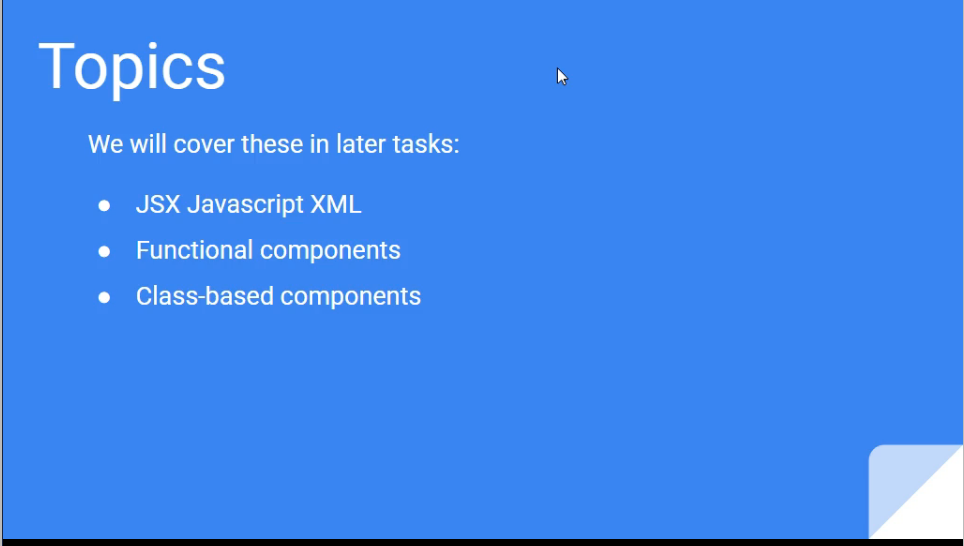 Topics
We will cover these in later tasks:
● JSX Javascript XML
● Functional components
● Class-based components